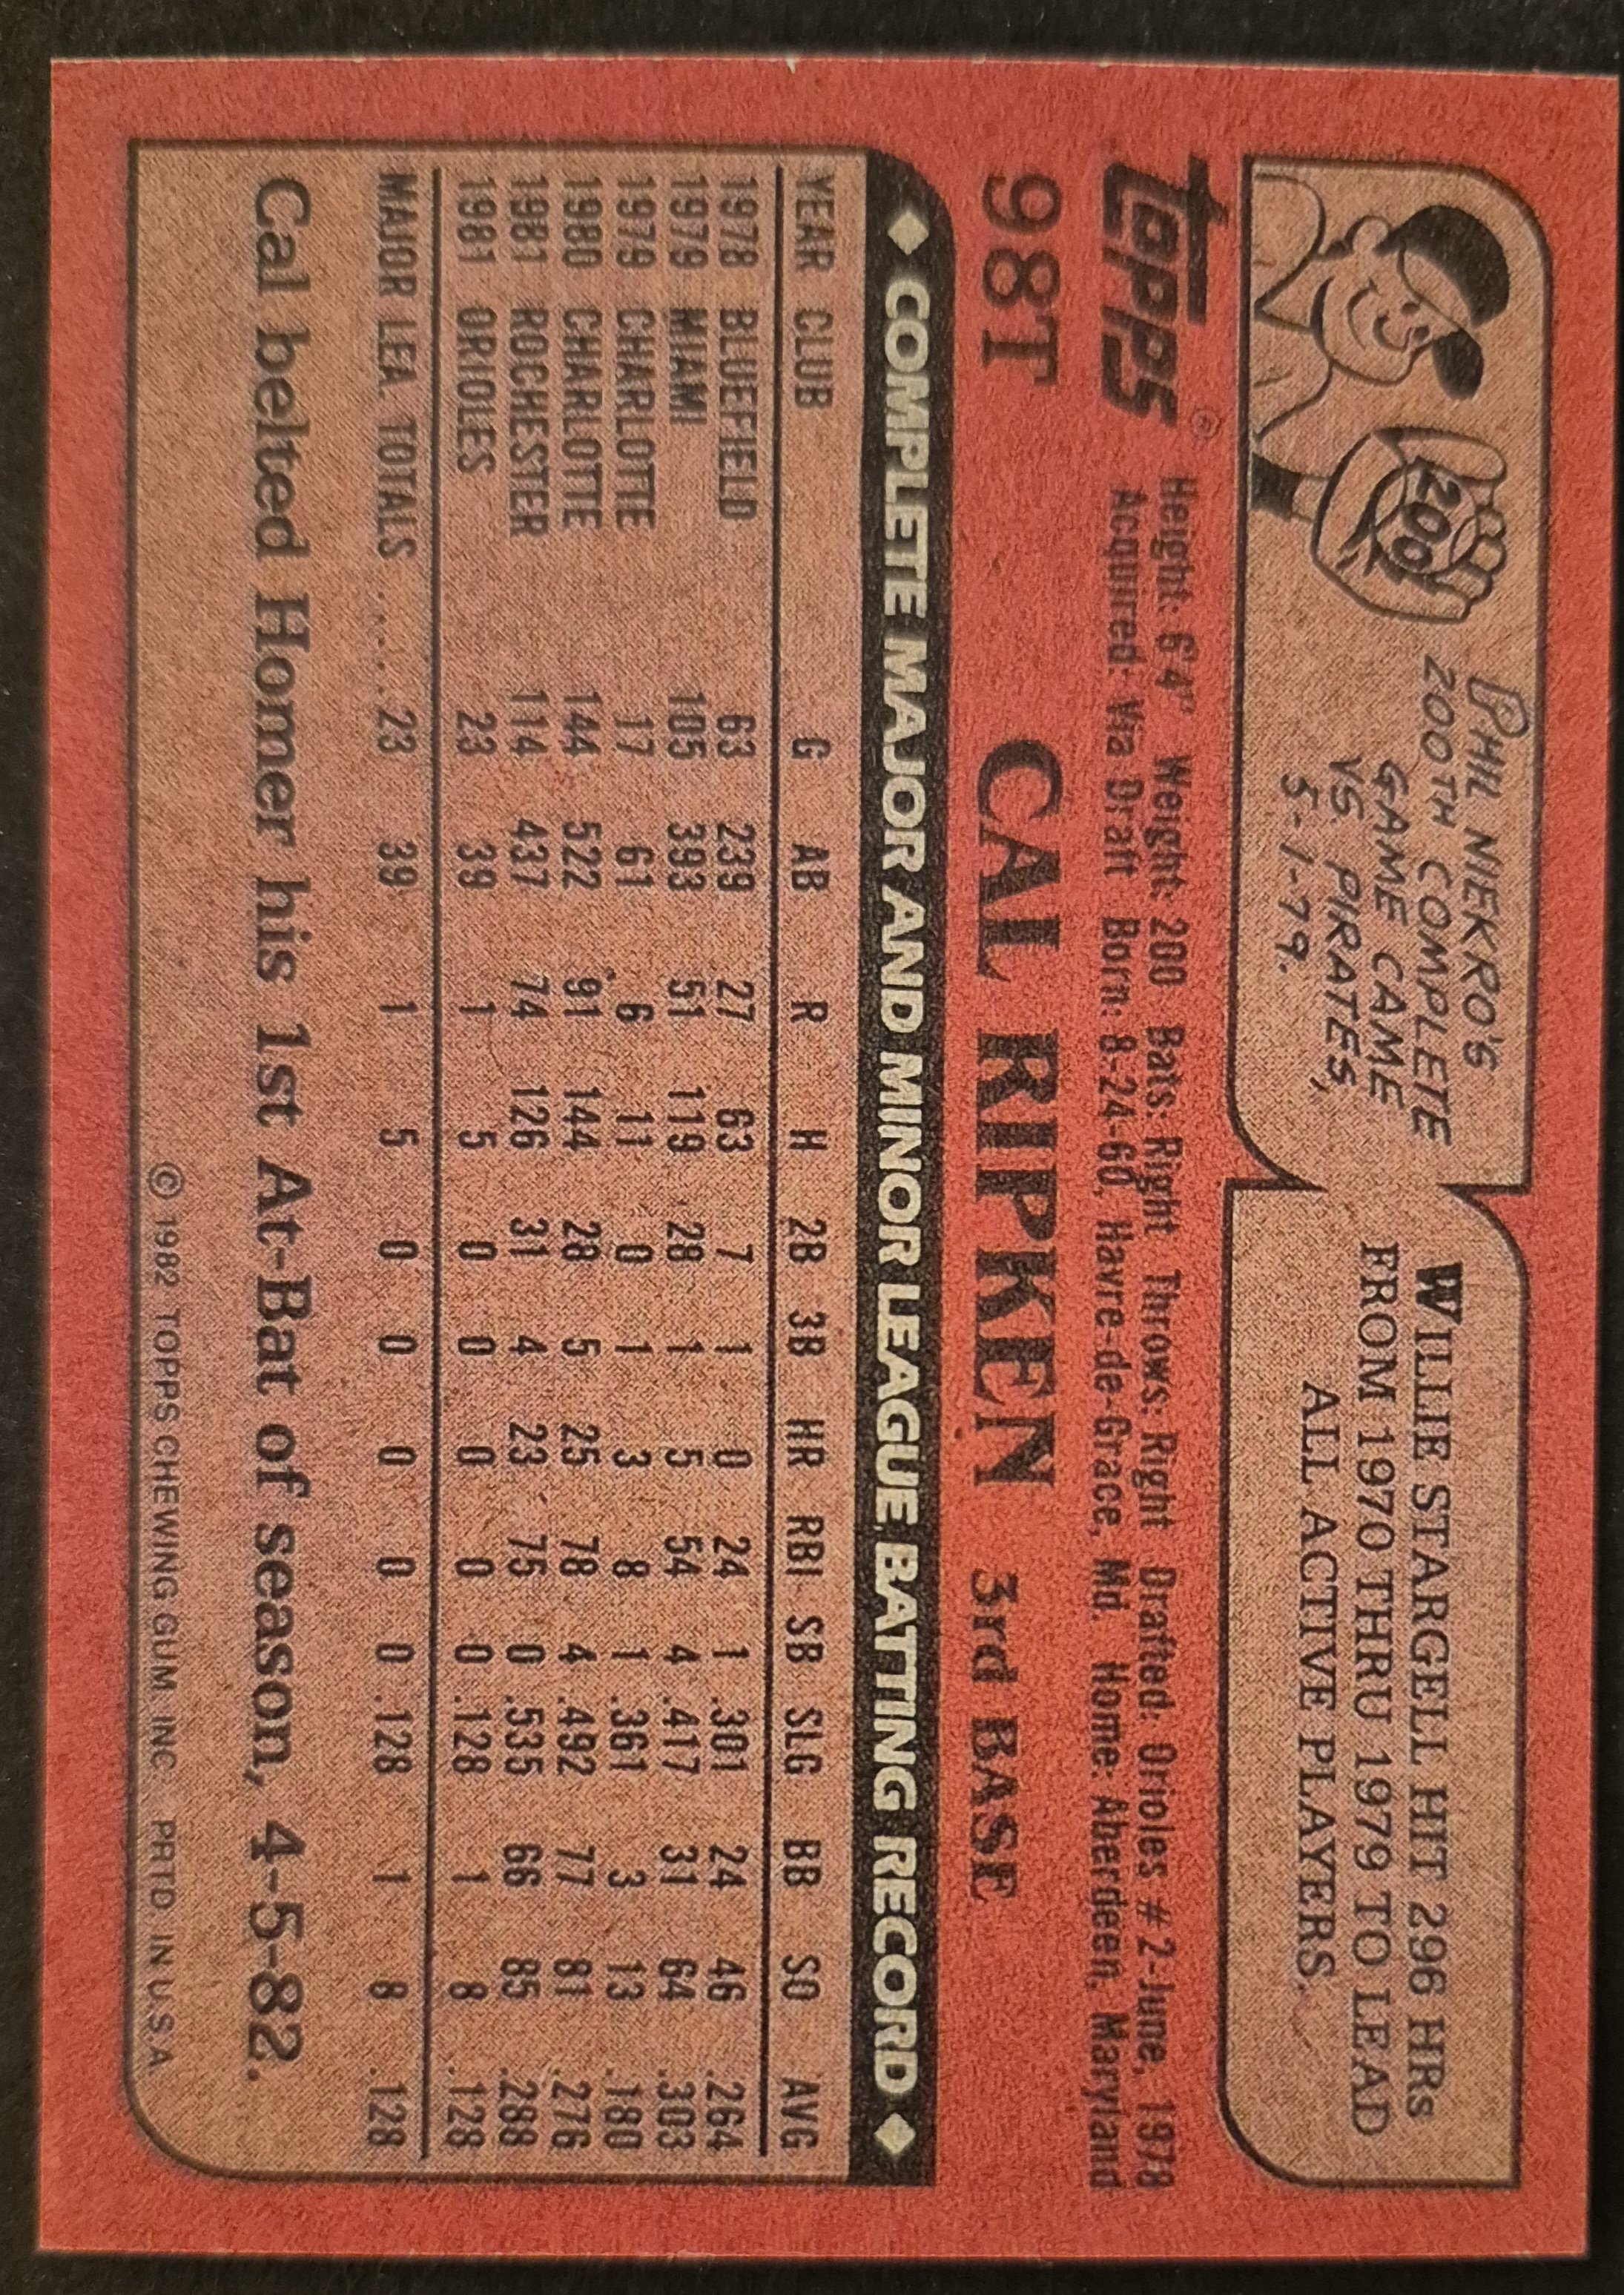 200
PHIL NIEKRO'S
200TH COMPLETE
GAME CAME
VS PIRATES,
5-1-79.
WILLIE STARGELL HIT 296 HRs
FROM 1970 THRU 1979 TO LEAD
ALL ACTIVE PLAYERS.
TOPPS®
Height: 6'4" Weight: 200 Bats: Right Throws: Right Drafted: Orioles #2-June, 1978
Acquired: Via Draft Born: 8-24-60, Havre-de-Grace, Md. Home: Aberdeen, Maryland
98T CAL RIPKEN 3rd BASE
COMPLETE MAJOR AND MINOR LEAGUE BATTING RECORD
YEAR CLUB G AB R H 2B 3B HR RBI SB SLG BB SO AVG
1978 BLUEFIELD 63 239 27 63 7 1 0 24 1 .301 24 46 .264
1979 MIAMI 105 393 51 119 28 1 5 54 4 .417 31 64 .303
1979 CHARLOTTE 17 61 6 11 0 1 3 8 1 .361 3 13 .180
1980 CHARLOTTE 144 522 91 144 28 5 25 78 4 .492 77 81 .276
1981 ROCHESTER 114 437 74 126 31 4 23 75 0 .535 66 85 .288
1981 ORIOLES 23 39 1 5 0 0 0 0 0 .128 1 8 .128
MAJOR LEA. TOTALS ..... 23 39 1 5 0 0 0 0 0 .128 1 8 .128
Cal belted Homer his 1st At-Bat of season, 4-5-82.
© 1982 TOPPS CHEWING GUM, INC. PRTD. IN U.S.A.